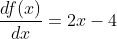 df(x)/dx = 2x − 4